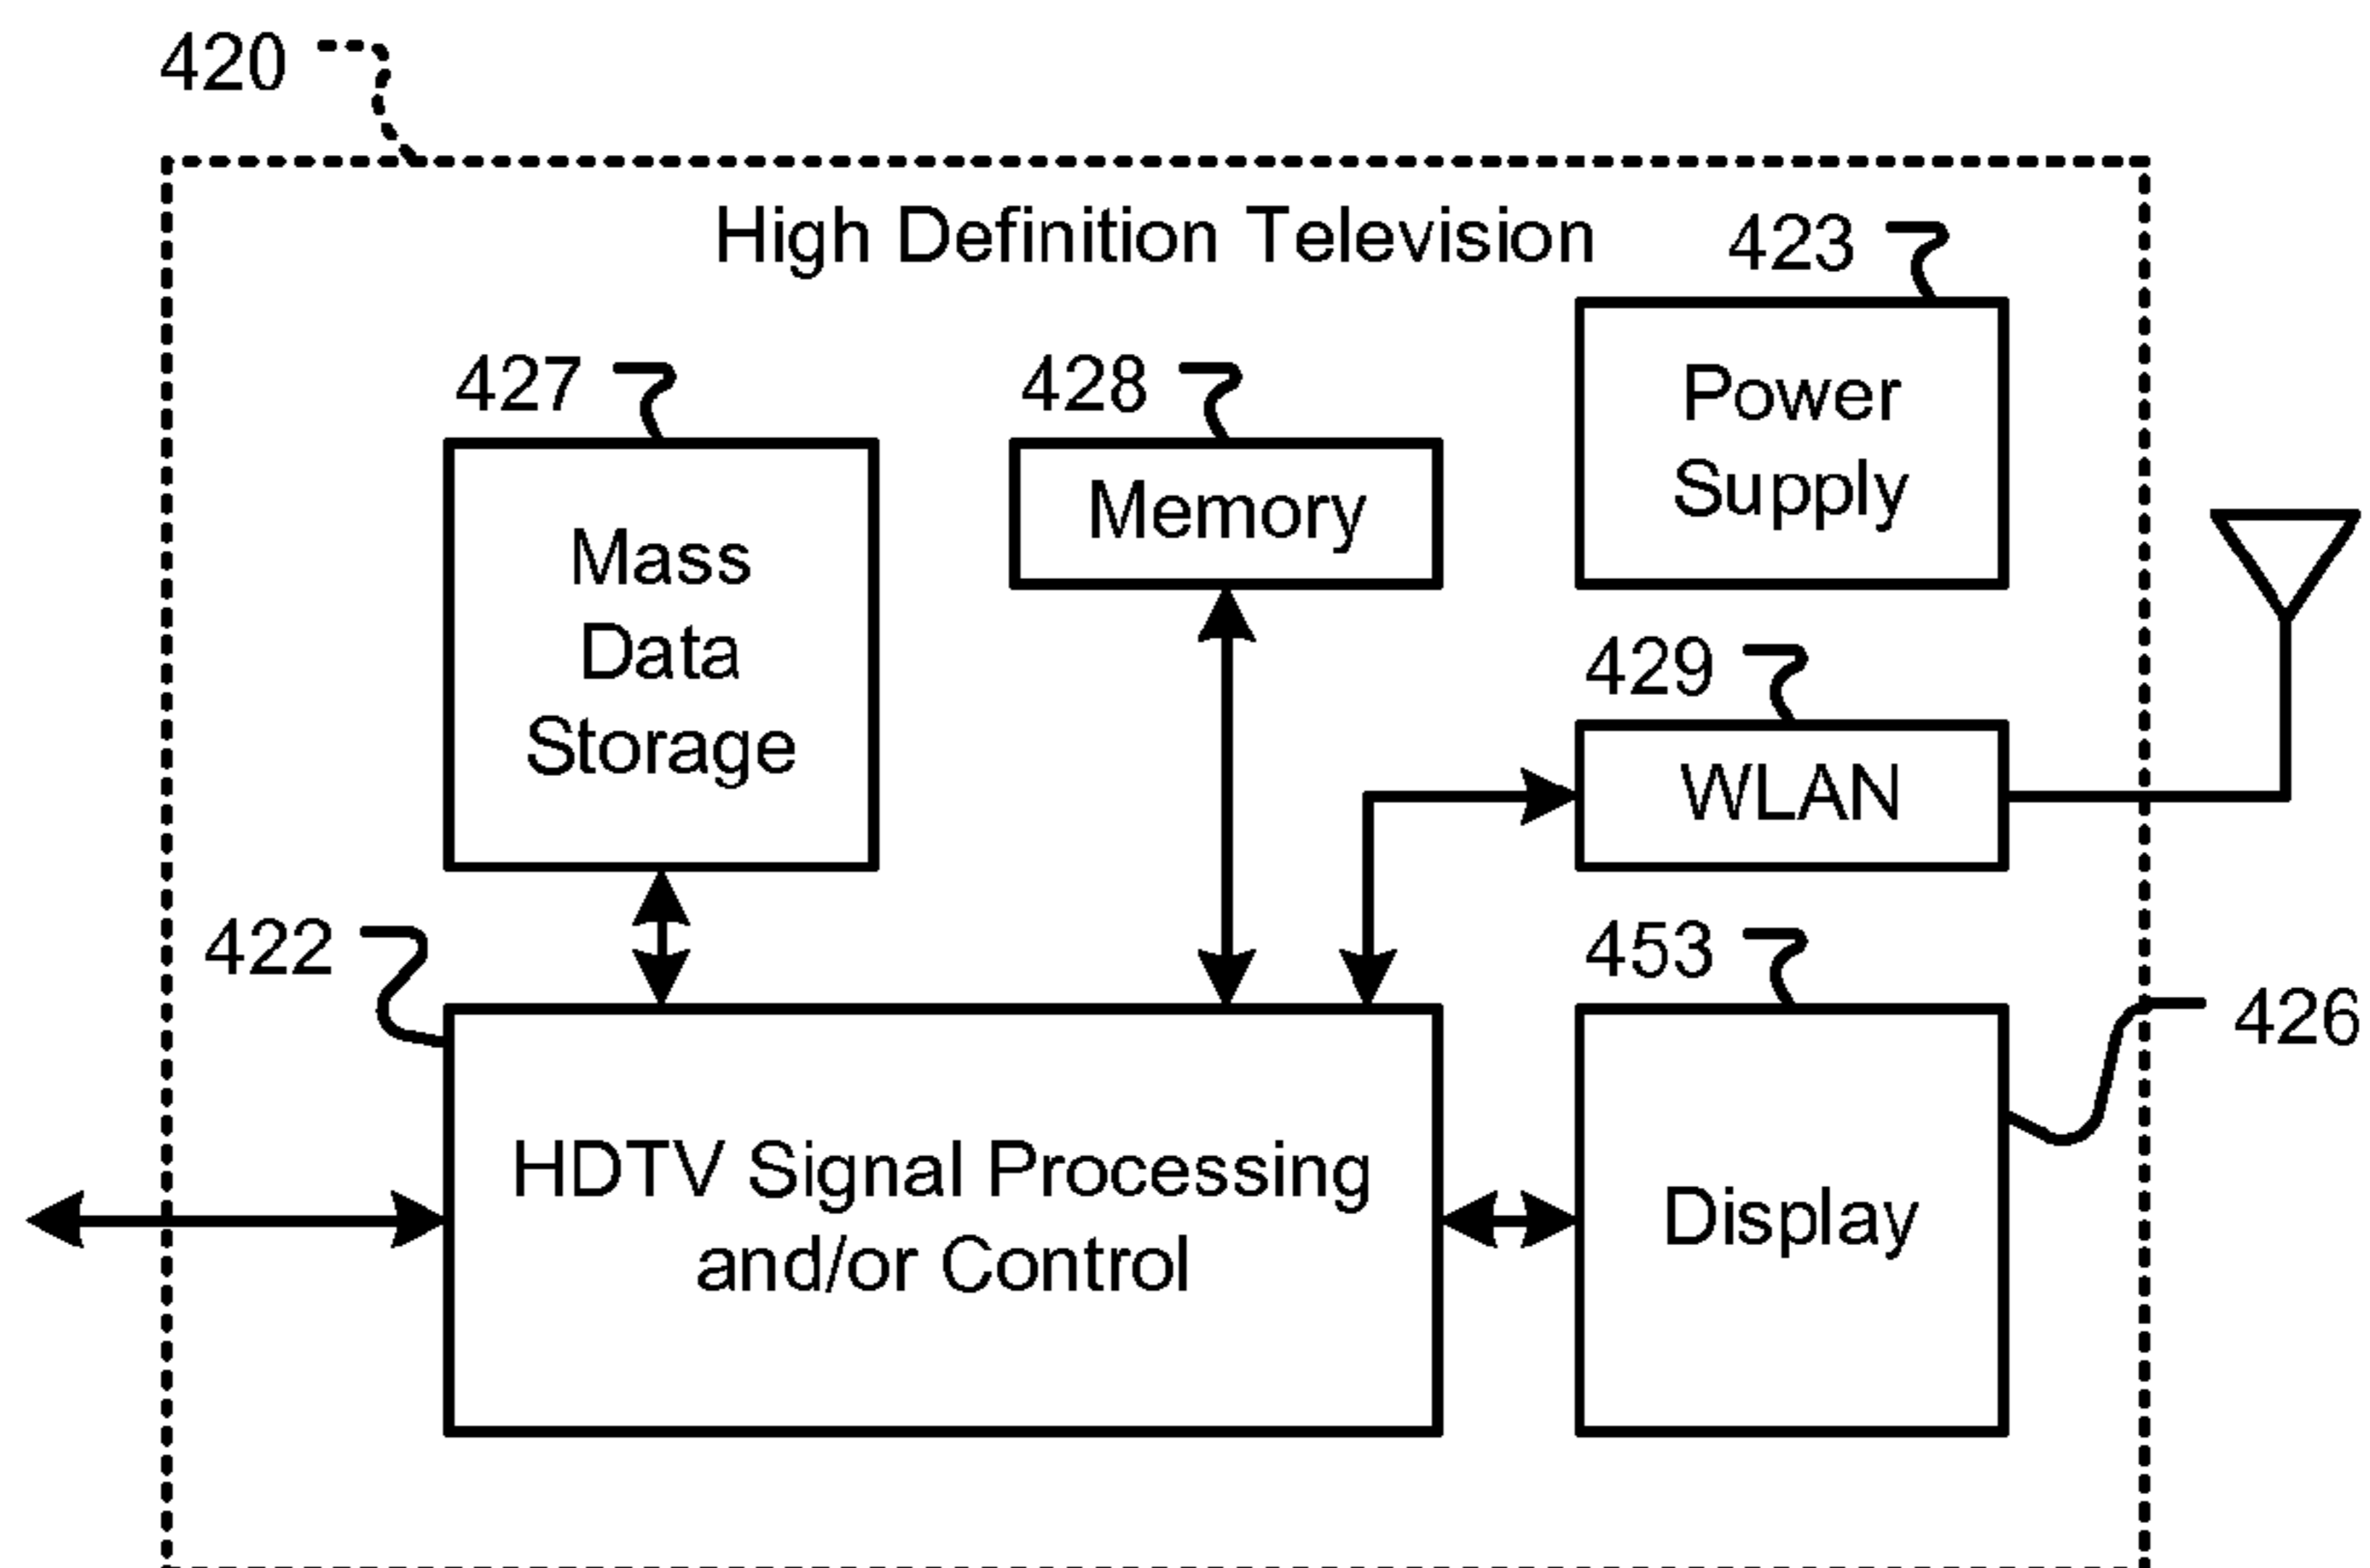 420
High Definition Television
423
427
428
Power
Supply
Memory
Mass
Data
Storage
429
WLAN
422
453
426
HDTV Signal Processing
and/or Control
Display